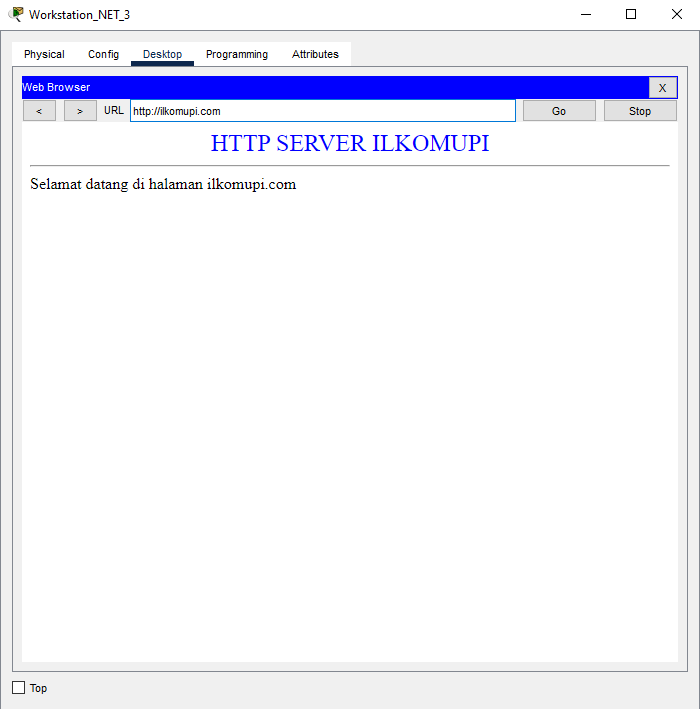 Workstation_NET_3
Physical Config Desktop Programming Attributes
Web Browser X
< > URL http://ilkomupi.com Go Stop
HTTP SERVER ILKOMUPI
Selamat datang di halaman ilkomupi.com
Top